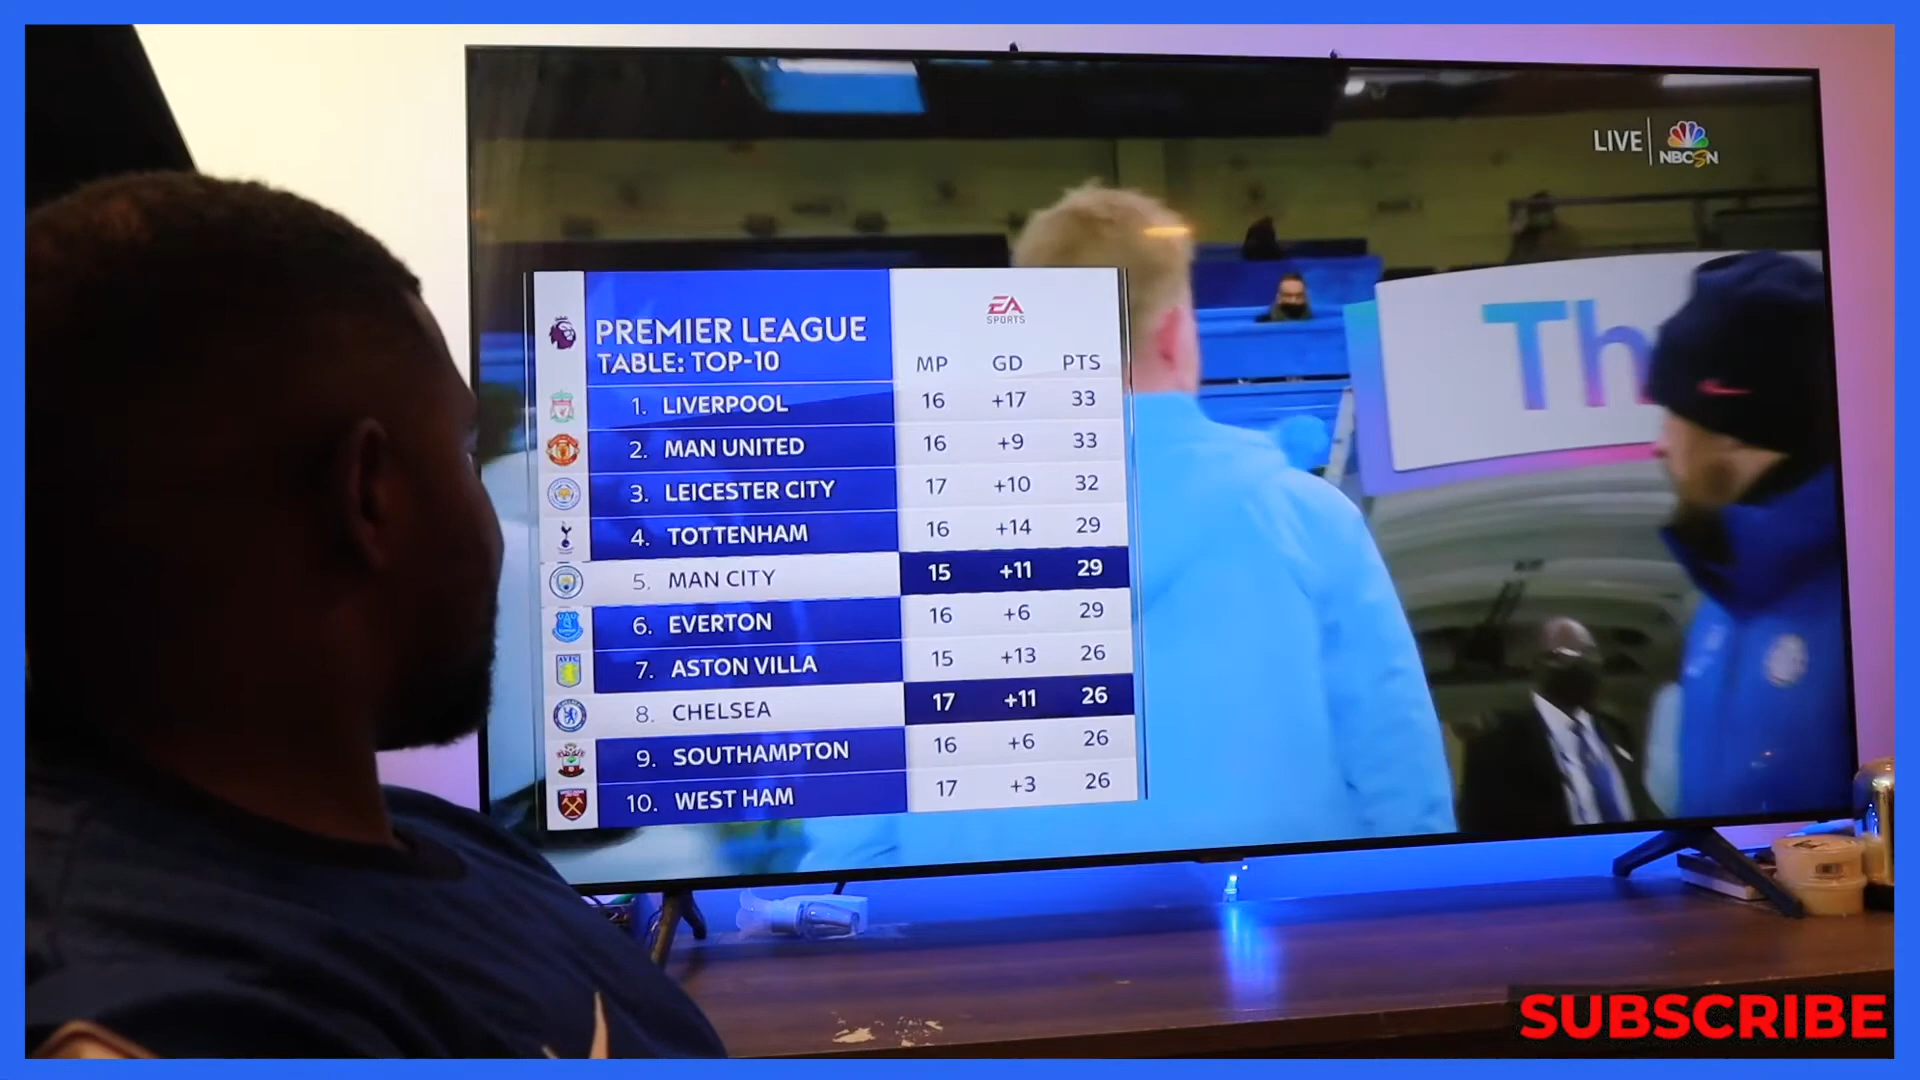 LIVE
NBCSN
EA
SPORTS
PREMIER LEAGUE
TABLE: TOP-10
MP GD PTS
1. LIVERPOOL 16 +17 33
2. MAN UNITED 16 +9 33
3. LEICESTER CITY 17 +10 32
4. TOTTENHAM 16 +14 29
5. MAN CITY 15 +11 29
6. EVERTON 16 +6 29
7. ASTON VILLA 15 +13 26
8. CHELSEA 17 +11 26
9. SOUTHAMPTON 16 +6 26
10. WEST HAM 17 +3 26
Th
SUBSCRIBE